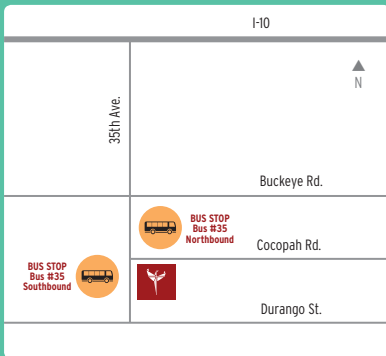 I-10
N
35th Ave.
Buckeye Rd.
BUS STOP
Bus #35
Northbound
Cocopah Rd.
BUS STOP
Bus #35
Southbound
Durango St.